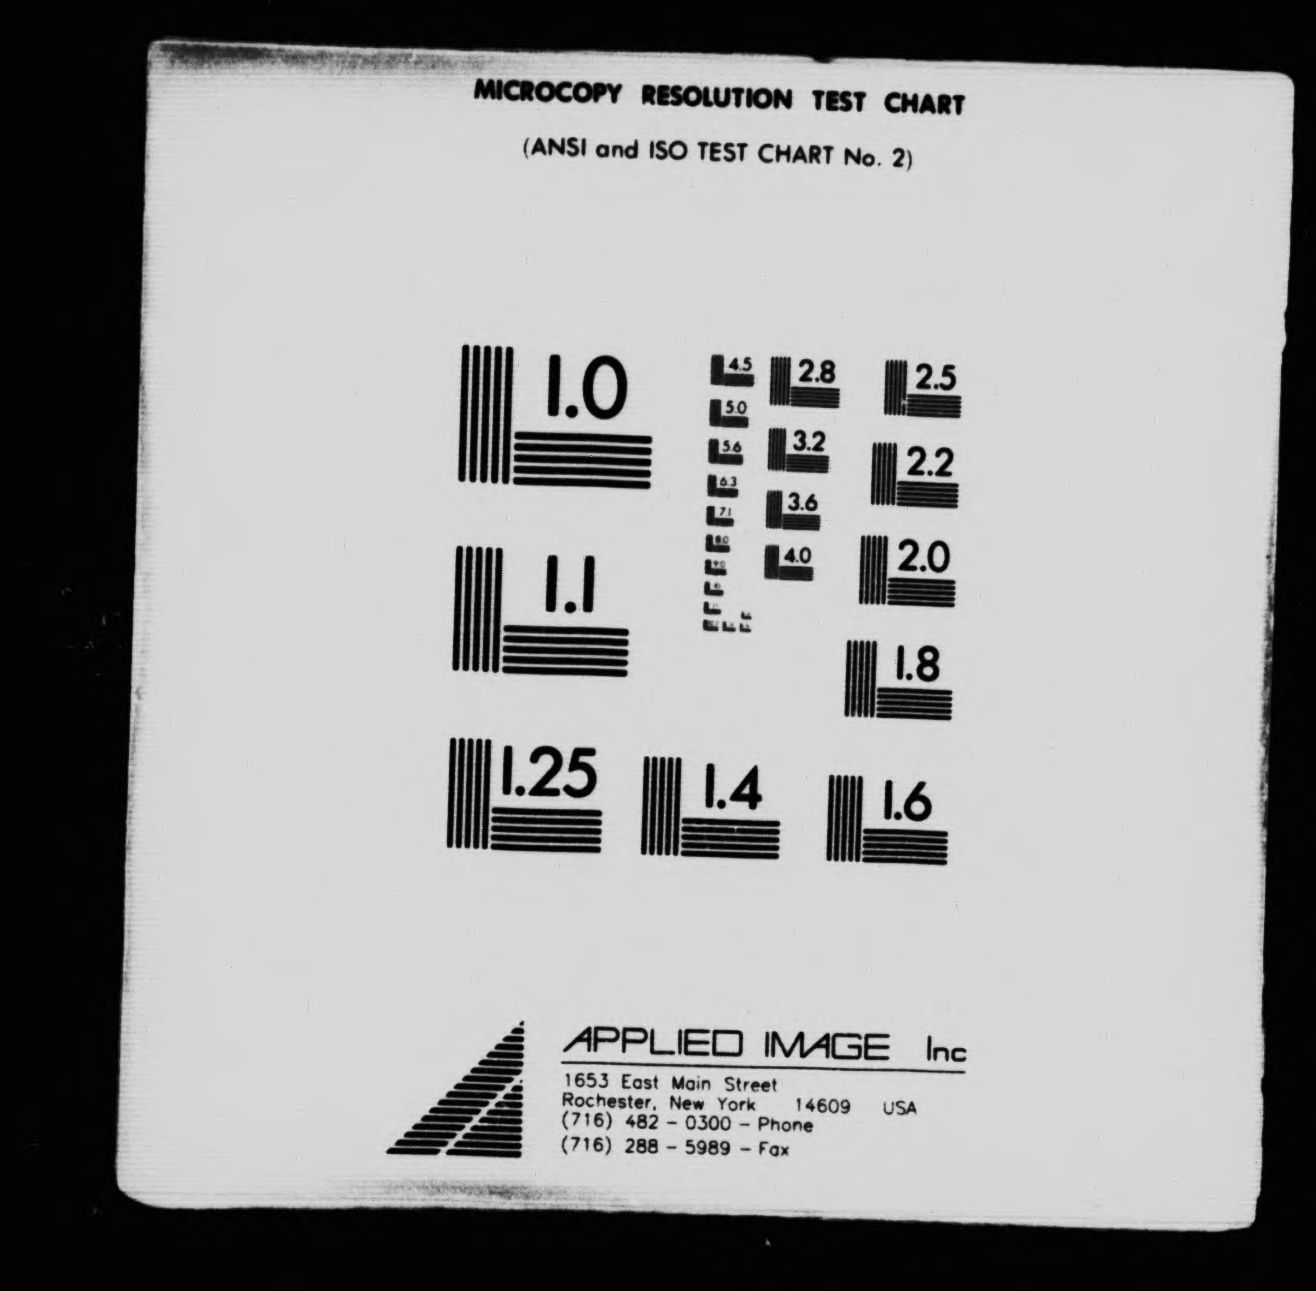 MICROCOPY RESOLUTION TEST CHART
(ANSI and ISO TEST CHART No. 2)
1.0
1.1
1.25
1.4
1.6
1.8
2.0
2.2
2.5
2.8
3.2
3.6
4.0
4.5
5.0
5.6
6.3
7.1
8.0
9.0
APPLIED IMAGE Inc
1653 East Main Street
Rochester, New York 14609 USA
(716) 482 - 0300 - Phone
(716) 288 - 5989 - Fax